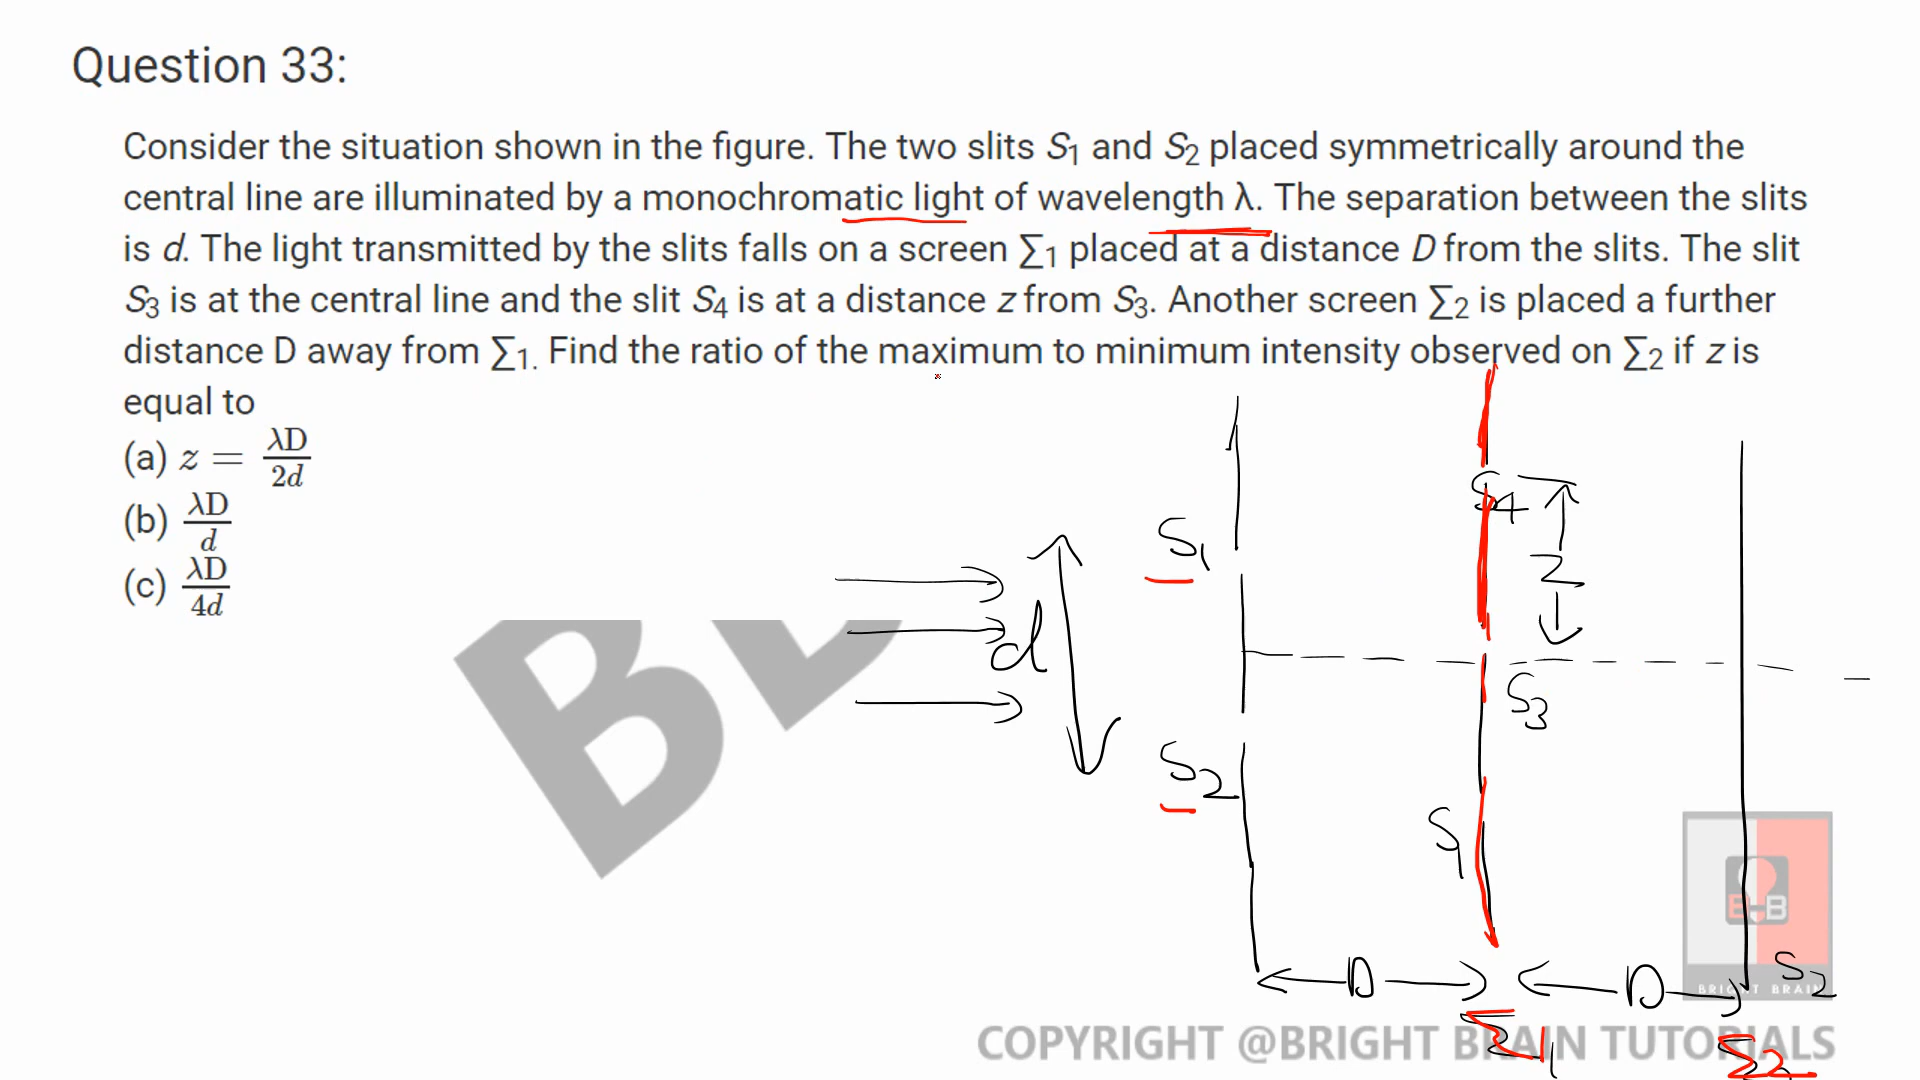 Question 33:
Consider the situation shown in the figure. The two slits S1 and S2 placed symmetrically around the
central line are illuminated by a monochromatic light of wavelength λ. The separation between the slits
is d. The light transmitted by the slits falls on a screen ∑1 placed at a distance D from the slits. The slit
S3 is at the central line and the slit S4 is at a distance z from S3. Another screen ∑2 is placed a further
distance D away from ∑1. Find the ratio of the maximum to minimum intensity observed on ∑2 if z is
equal to
(a) z = λD/2d
(b) λD/d
(c) λD/4d
S4
S1
Z
d
S3
S2
S1
S2
D
D
BRIGHT BRAIN
∑1
∑2
COPYRIGHT @BRIGHT BRAIN TUTORIALS